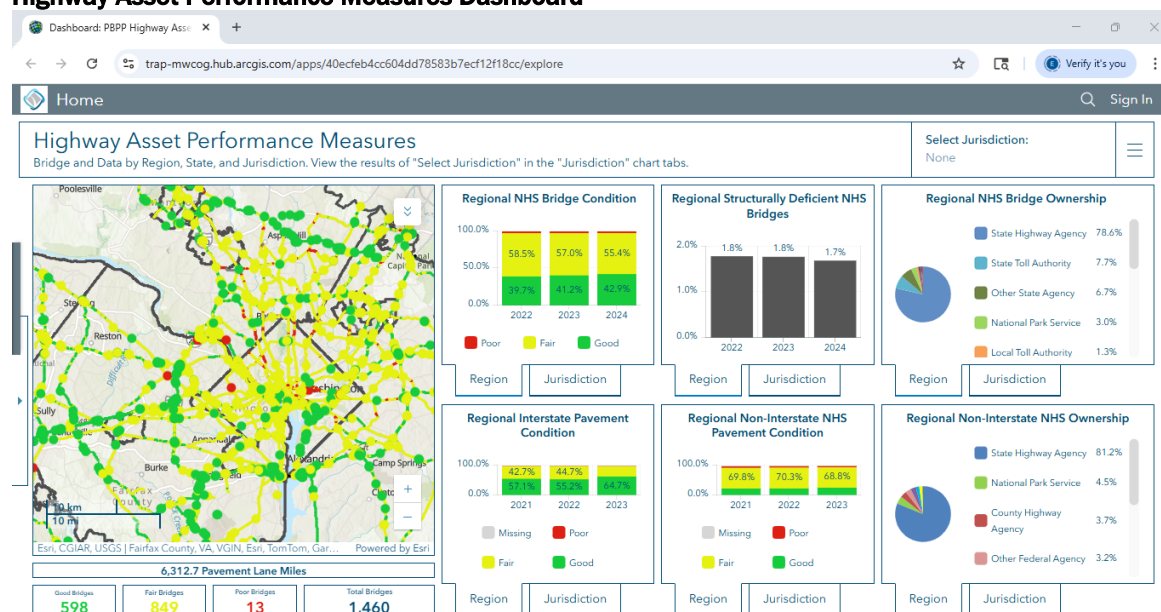 Highway Asset Performance Measures Dashboard
Dashboard: PBPP Highway Asse
trap-mwcog.hub.arcgis.com/apps/40ecfeb4cc604dd78583b7ecf12f18cc/explore
Verify it's you
Home
Sign In
Highway Asset Performance Measures
Bridge and Data by Region, State, and Jurisdiction. View the results of "Select Jurisdiction" in the "Jurisdiction" chart tabs.
Select Jurisdiction:
None
Poolesville
Reston
Sully
Burke
Fairfax
County
Camp Springs
10 km
10 mi
Esri, CGIAR, USGS | Fairfax County, VA, VGIN, Esri, TomTom, Gar...
Powered by Esri
6,312.7 Pavement Lane Miles
Good Bridges
598
Fair Bridges
849
Poor Bridges
13
Total Bridges
1,460
Regional NHS Bridge Condition
100.0%
50.0%
0.0%
58.5% 57.0% 55.4%
39.7% 41.2% 42.9%
2022 2023 2024
Poor Fair Good
Region Jurisdiction
Regional Structurally Deficient NHS
Bridges
2.0%
1.0%
0.0%
1.8% 1.8% 1.7%
2022 2023 2024
Region Jurisdiction
Regional NHS Bridge Ownership
State Highway Agency 78.6%
State Toll Authority 7.7%
Other State Agency 6.7%
National Park Service 3.0%
Local Toll Authority 1.3%
Region Jurisdiction
Regional Interstate Pavement
Condition
100.0%
0.0%
42.7% 44.7%
57.1% 55.2% 64.7%
2021 2022 2023
Missing Poor
Fair Good
Region Jurisdiction
Regional Non-Interstate NHS
Pavement Condition
100.0%
0.0%
69.8% 70.3% 68.8%
2021 2022 2023
Missing Poor
Fair Good
Region Jurisdiction
Regional Non-Interstate NHS Ownership
State Highway Agency 81.2%
National Park Service 4.5%
County Highway
Agency 3.7%
Other Federal Agency 3.2%
Region Jurisdiction